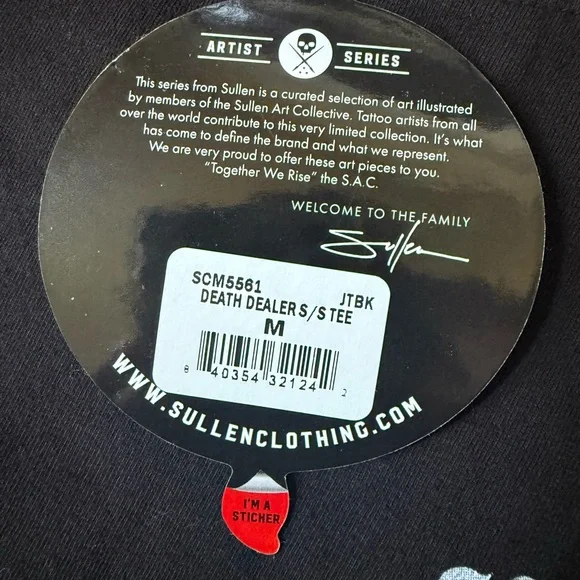 ARTIST SERIES
This series from Sullen is a curated selection of art illustrated
by members of the Sullen Art Collective. Tattoo artists from all
over the world contribute to this very limited collection. It's what
has come to define the brand and what we represent.
We are very proud to offer these art pieces to you.
"Together We Rise" the S.A.C.
WELCOME TO THE FAMILY
Sullen
SCM5561 JTBK
DEATH DEALER S/S TEE
M
8 40354 32124 2
WWW.SULLENCLOTHING.COM
I'M A
STICKER